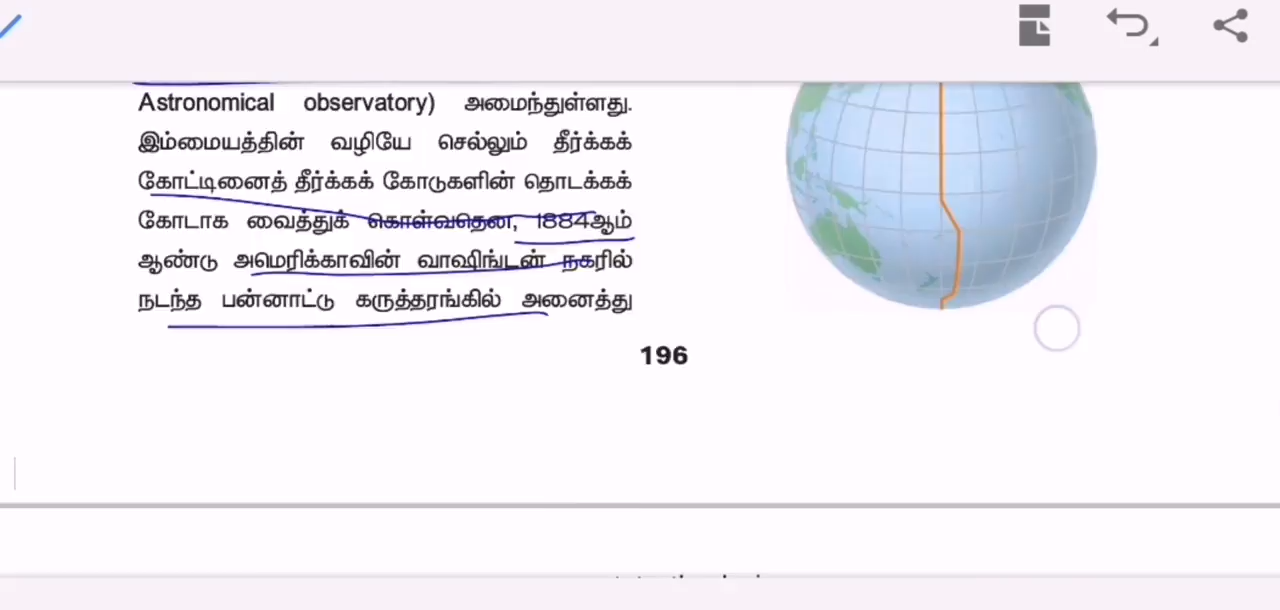 Astronomical observatory) அமைந்துள்ளது.
இம்மையத்தின் வழியே செல்லும் தீர்க்கக்
கோட்டினைத் தீர்க்கக் கோடுகளின் தொடக்கக்
கோடாக வைத்துக் கொள்வதென, 1884ஆம்
ஆண்டு அமெரிக்காவின் வாஷிங்டன் நகரில்
நடந்த பன்னாட்டு கருத்தரங்கில் அனைத்து
196